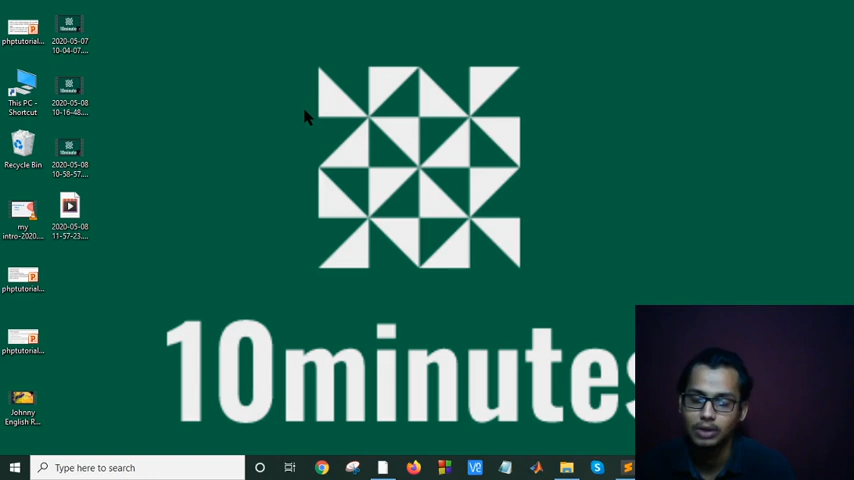 phptutorial...
2020-05-07
10-04-07....
This PC -
Shortcut
2020-05-08
10-16-48....
Recycle Bin
2020-05-08
10-58-57....
my
intro-2020....
2020-05-08
11-57-23....
phptutorial...
phptutorial...
Johnny
English R...
10minutes
Type here to search